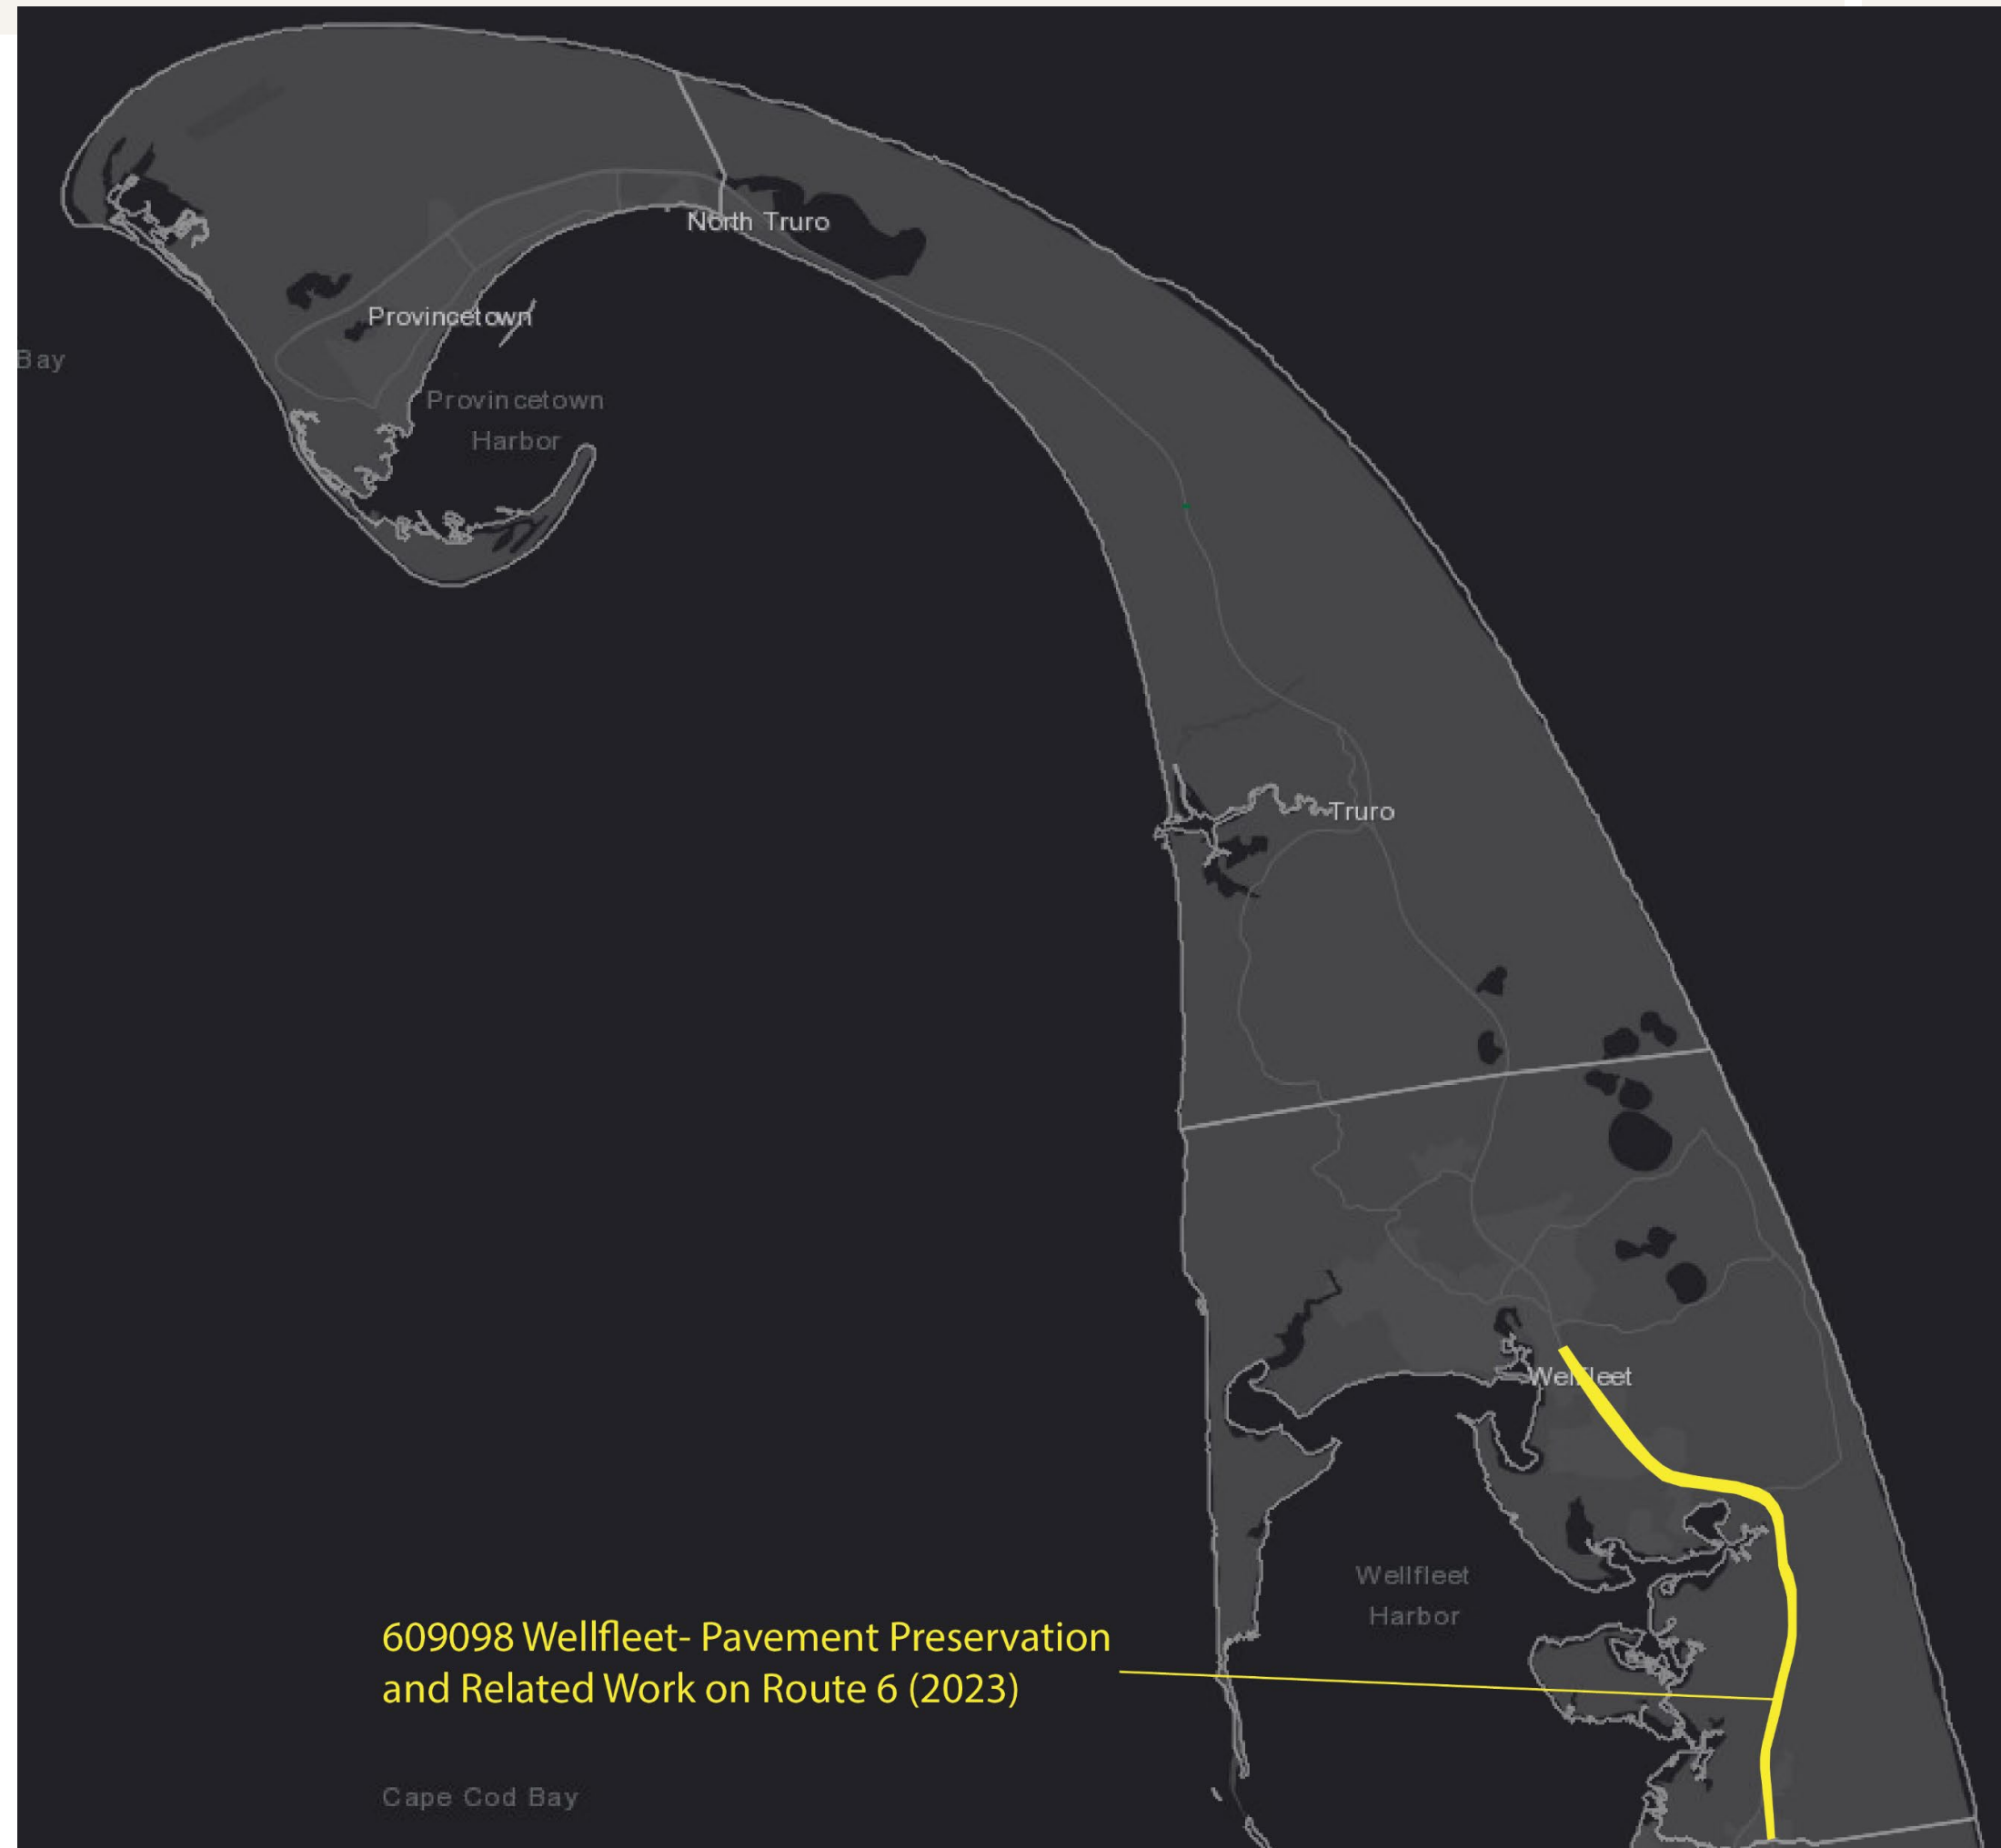 North Truro
Provincetown
Bay
Provincetown
Harbor
Truro
Wellfleet
Wellfleet
Harbor
609098 Wellfleet- Pavement Preservation
and Related Work on Route 6 (2023)
Cape Cod Bay